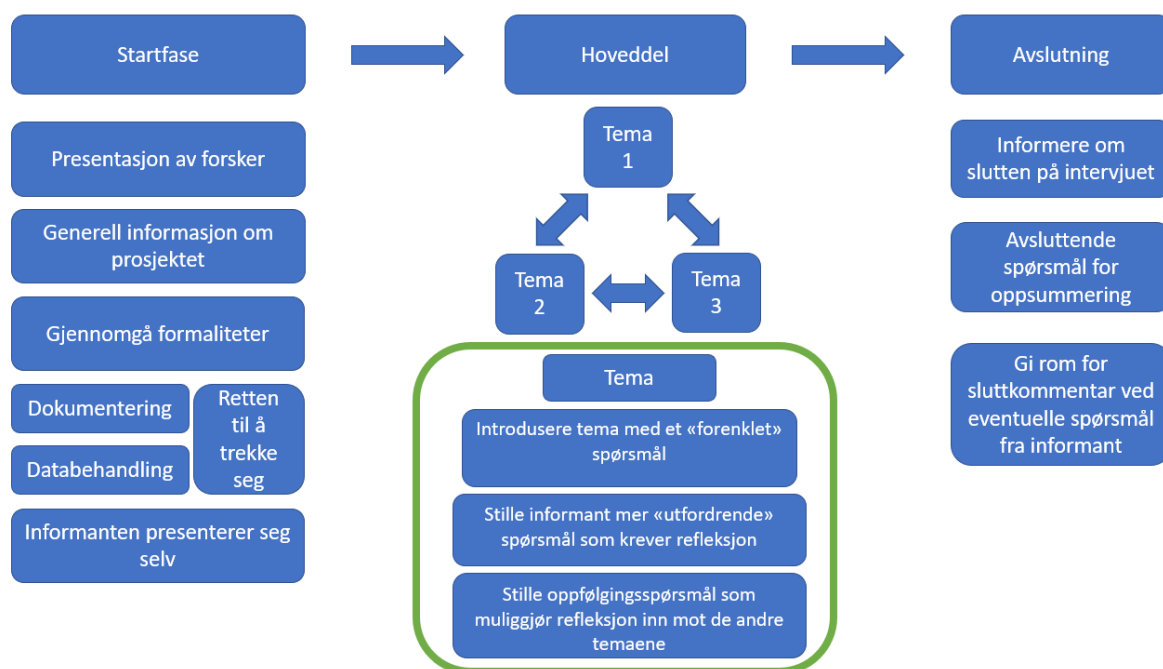 Startfase
Presentasjon av forsker
Generell informasjon om
prosjektet
Gjennomgå formaliteter
Dokumentering
Databehandling
Retten
til å
trekke
seg
Informanten presenterer seg
selv
Hoveddel
Tema
1
Tema
2
Tema
3
Tema
Introdusere tema med et «forenklet»
spørsmål
Stille informant mer «utfordrende»
spørsmål som krever refleksjon
Stille oppfølgingsspørsmål som
muliggjør refleksjon inn mot de andre
temaene
Avslutning
Informere om
slutten på intervjuet
Avsluttende
spørsmål for
oppsummering
Gi rom for
sluttkommentar ved
eventuelle spørsmål
fra informant